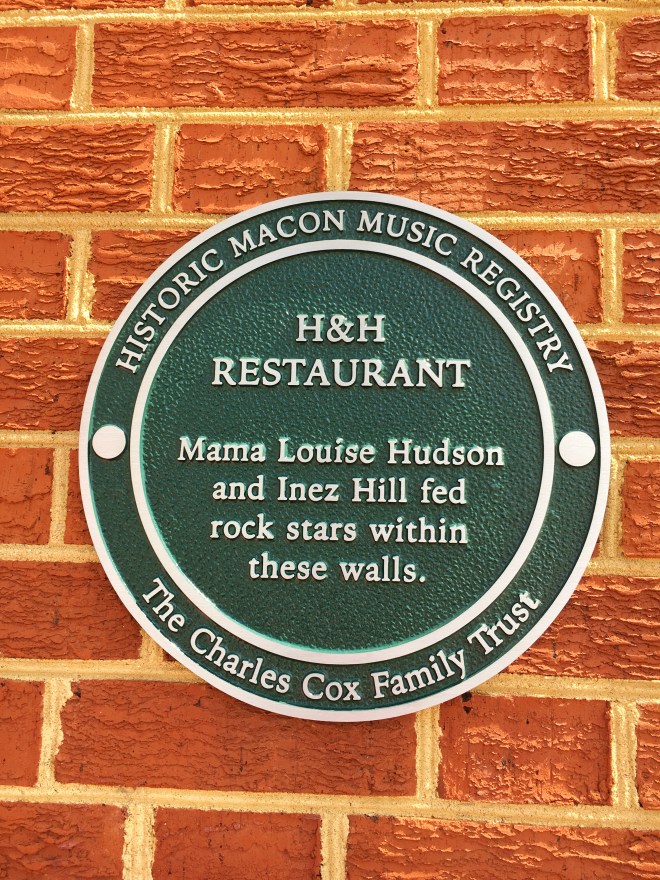 HISTORIC MACON MUSIC REGISTRY
H&H
RESTAURANT
Mama Louise Hudson
and Inez Hill fed
rock stars within
these walls.
The Charles Cox Family Trust